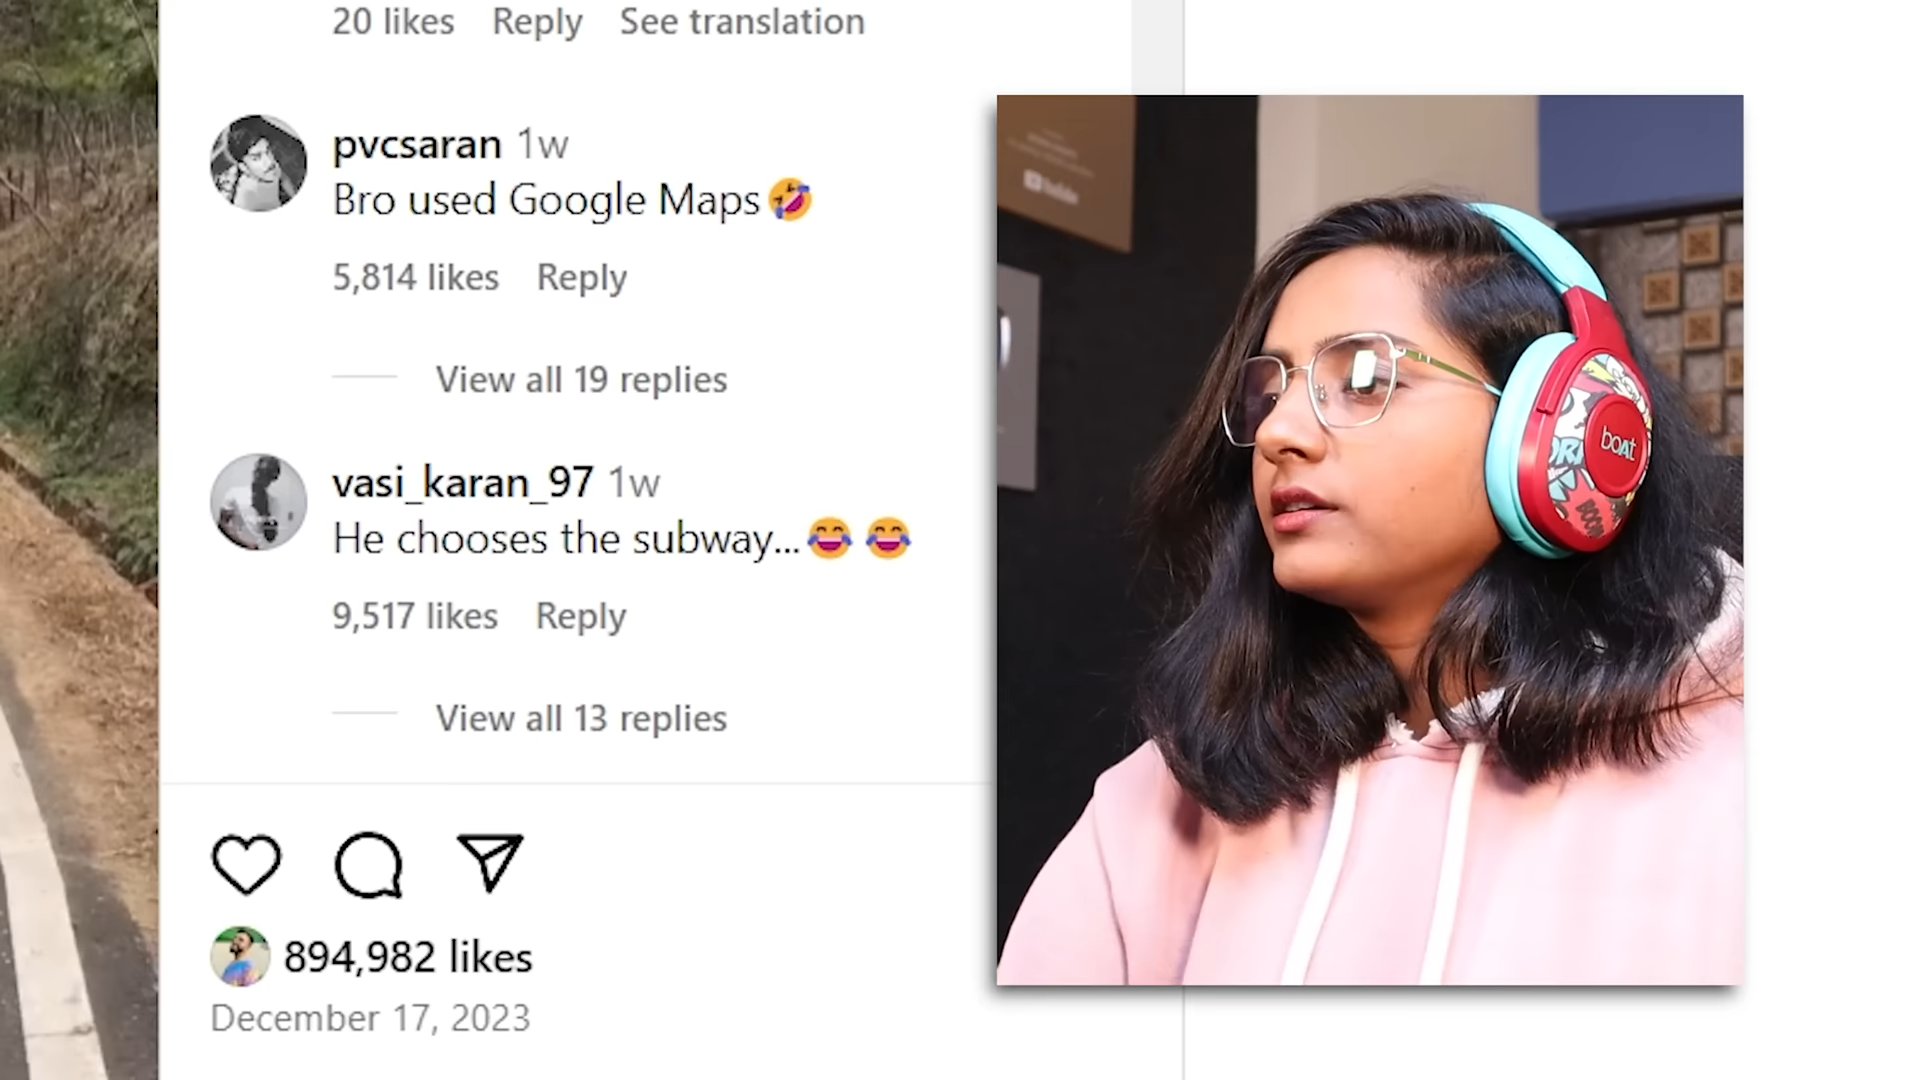 20 likes Reply See translation
pvcsaran 1w
Bro used Google Maps🤣
5,814 likes Reply
View all 19 replies
vasi_karan_97 1w
He chooses the subway...😂 😂
9,517 likes Reply
View all 13 replies
894,982 likes
December 17, 2023
YouTube
boAt
BOOM